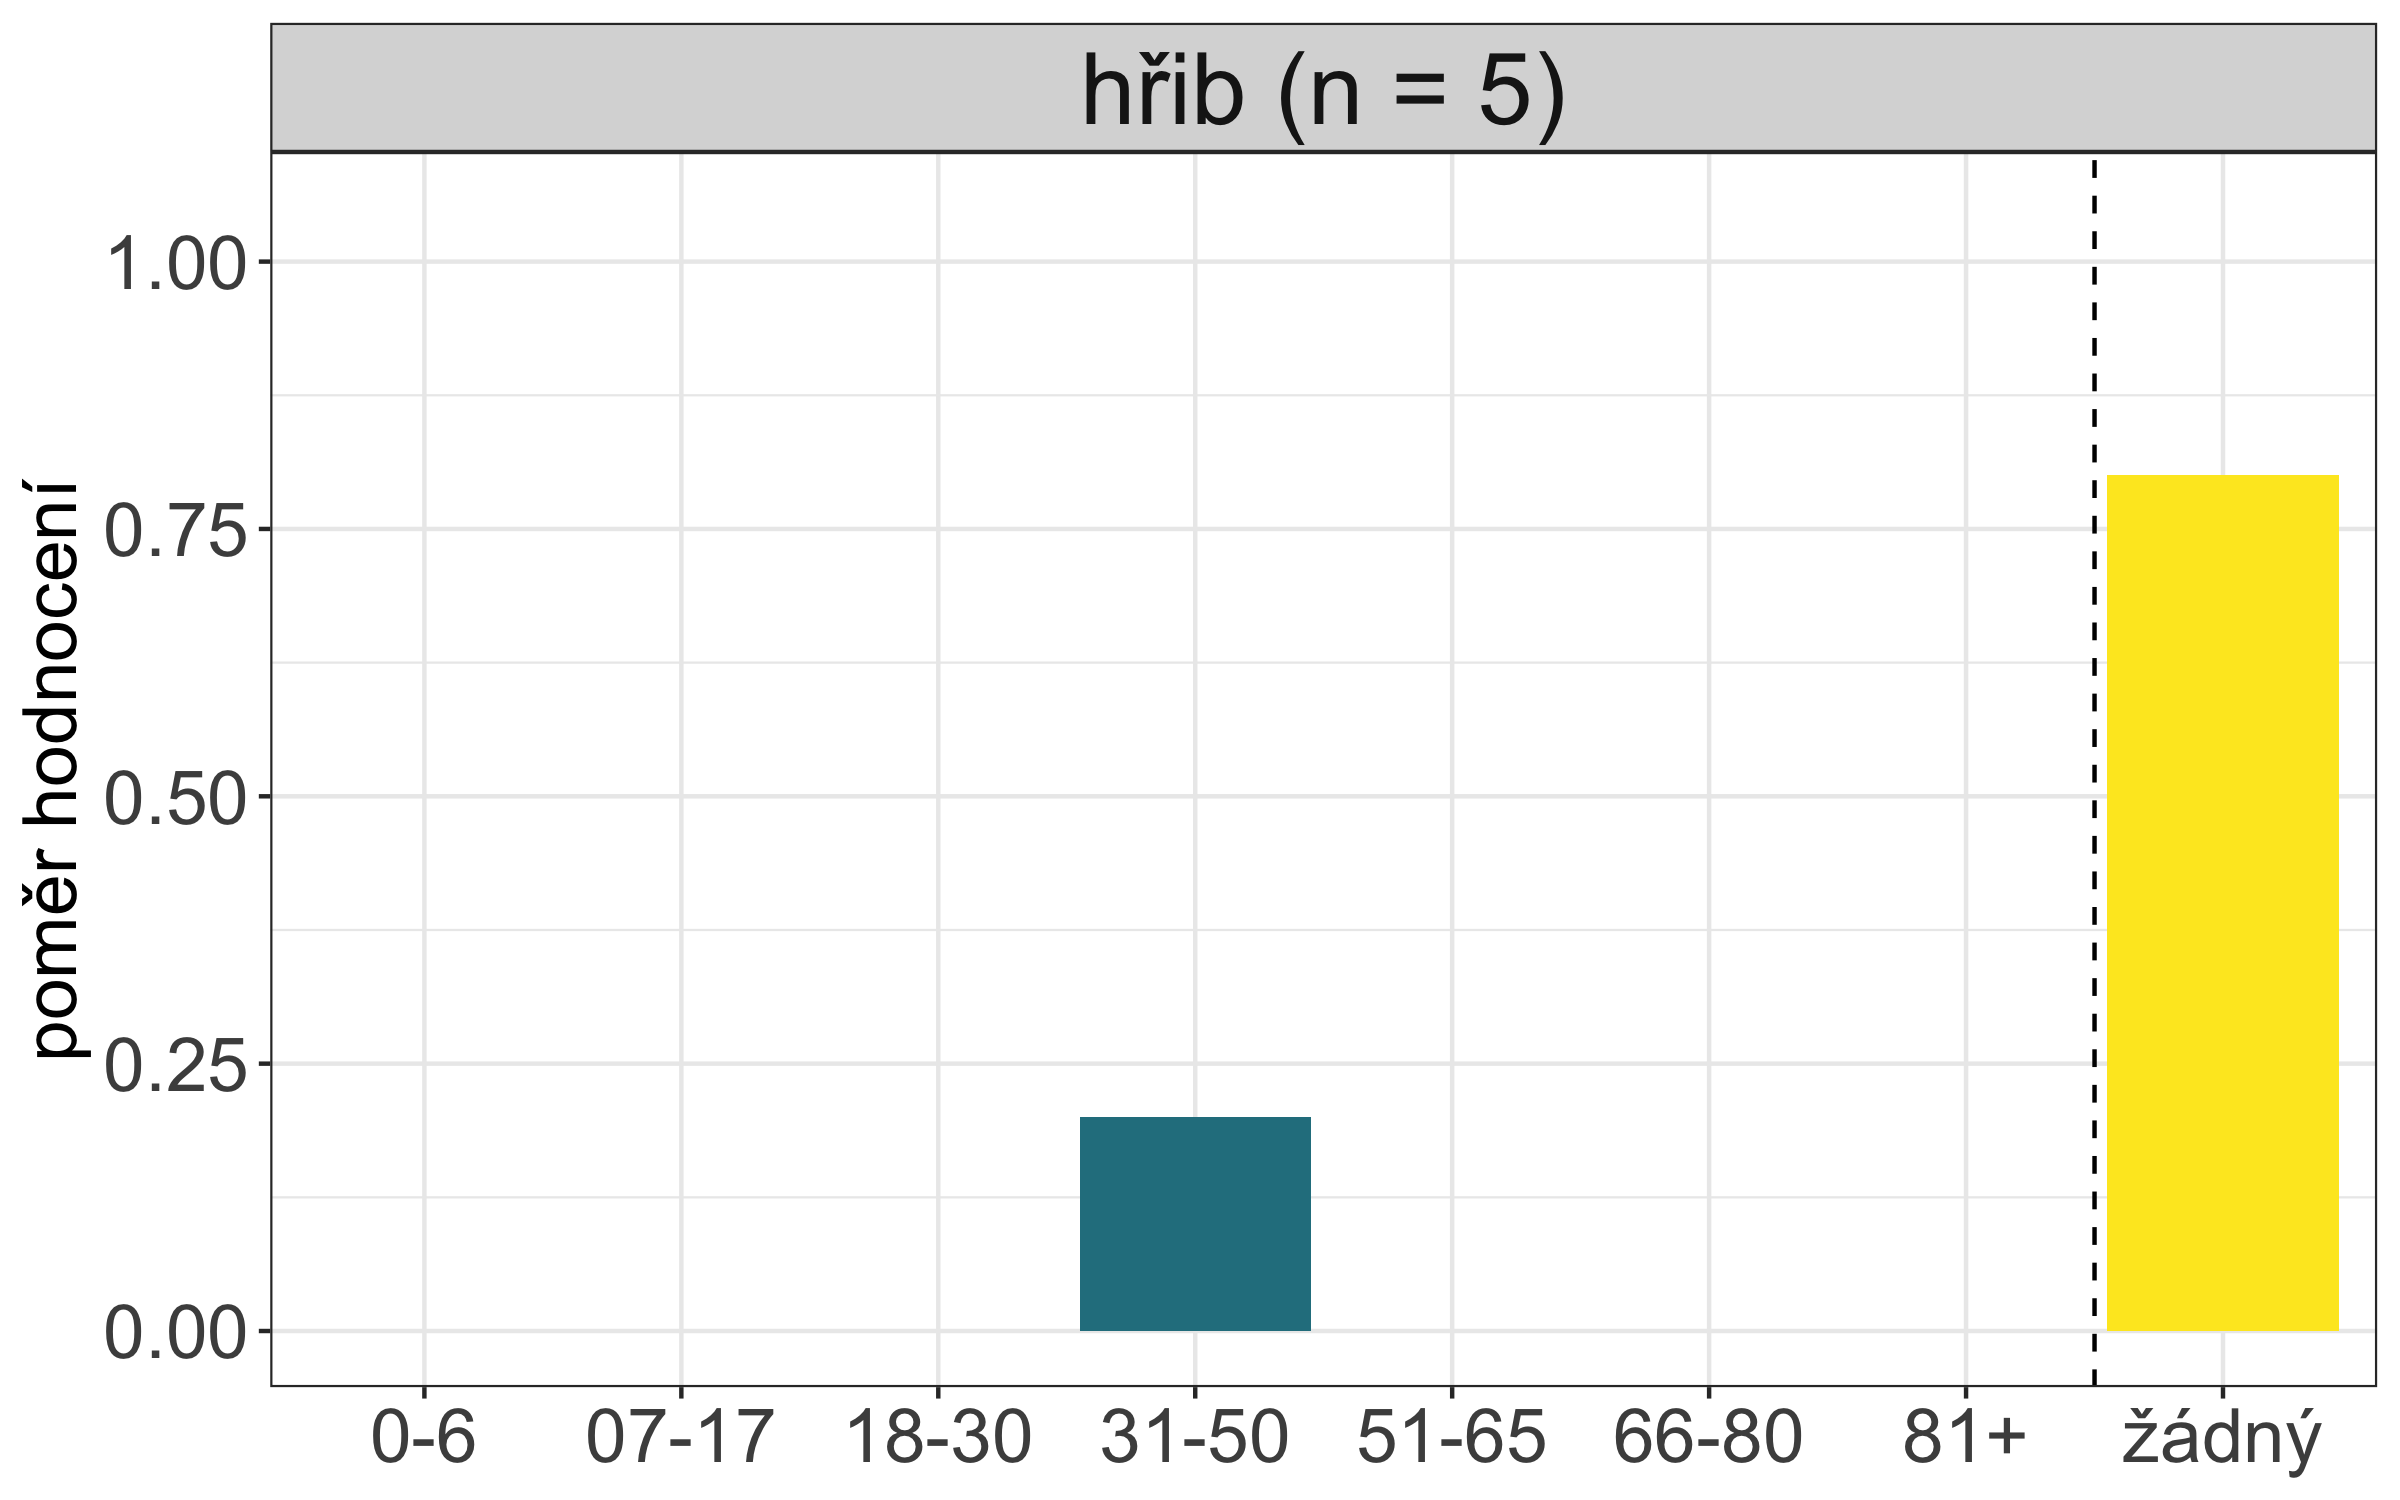 hřib (n = 5)
poměr hodnocení
1.00
0.75
0.50
0.25
0.00
0-6 07-17 18-30 31-50 51-65 66-80 81+ žádný